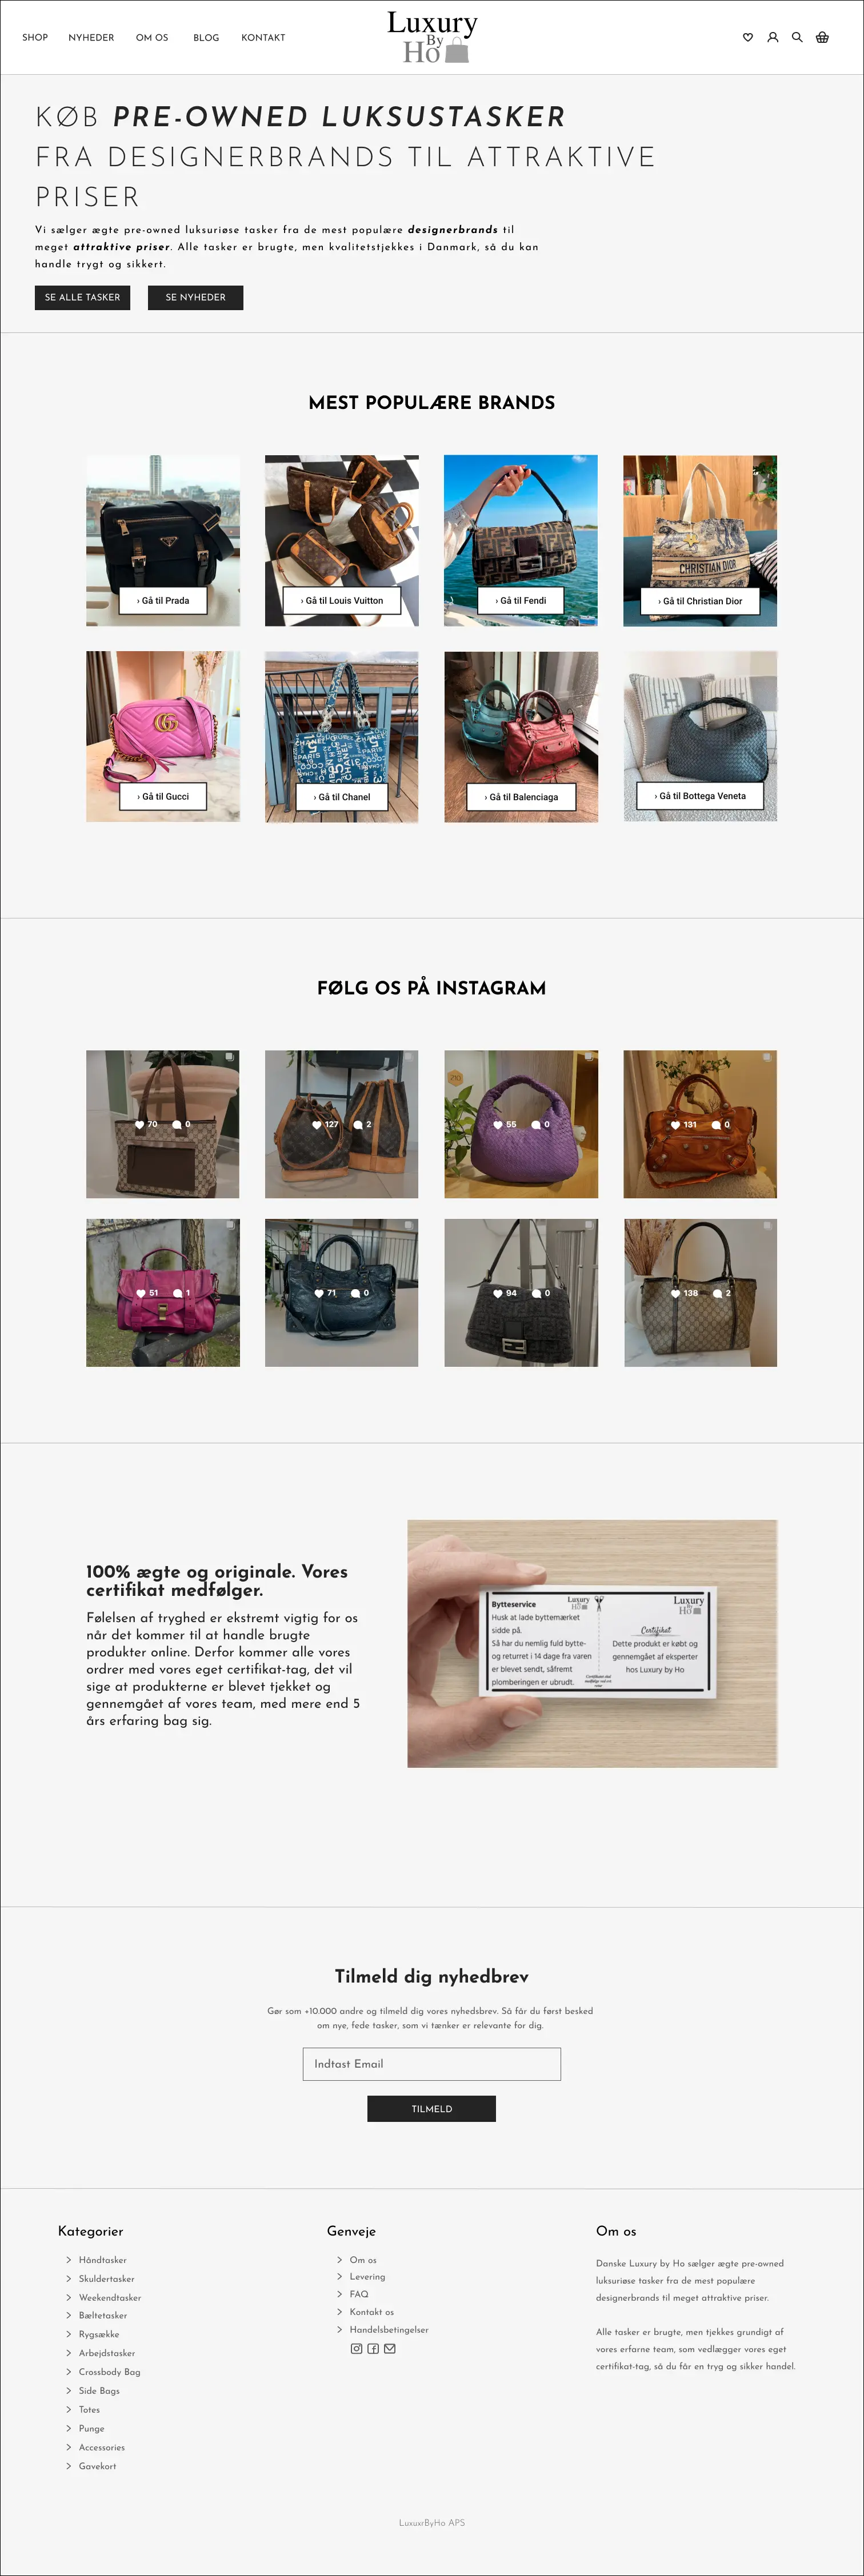 SHOP NYHEDER OM OS BLOG KONTAKT
Luxury
By
Ho
KØB PRE-OWNED LUKSUSTASKER
FRA DESIGNERBRANDS TIL ATTRAKTIVE
PRISER
Vi sælger ægte pre-owned luksuriøse tasker fra de mest populære designerbrands til
meget attraktive priser. Alle tasker er brugte, men kvalitetstjekkes i Danmark, så du kan
handle trygt og sikkert.
SE ALLE TASKER SE NYHEDER
MEST POPULÆRE BRANDS
CHRISTIAN DIOR
› Gå til Prada › Gå til Louis Vuitton › Gå til Fendi › Gå til Christian Dior
› Gå til Gucci › Gå til Chanel › Gå til Balenciaga › Gå til Bottega Veneta
FØLG OS PÅ INSTAGRAM
70 0 127 2 55 0 131 0
51 1 71 0 94 0 138 2
100% ægte og originale. Vores
certifikat medfølger.
Følelsen af tryghed er ekstremt vigtig for os
når det kommer til at handle brugte
produkter online. Derfor kommer alle vores
ordrer med vores eget certifikat-tag, det vil
sige at produkterne er blevet tjekket og
gennemgået af vores team, med mere end 5
års erfaring bag sig.
Bytteservice
Husk at lade byttemærket
sidde på.
Så har du nemlig fuld bytte-
og returret i 14 dage fra varen
er blevet sendt, såfremt
plomberingen er ubrudt.
Luxury
By
Ho
Luxury
By
Ho
Certifikat
Dette produkt er købt og
gennemgået af eksperter
hos Luxury by Ho
Tilmeld dig nyhedbrev
Gør som +10.000 andre og tilmeld dig vores nyhedsbrev. Så får du først besked
om nye, fede tasker, som vi tænker er relevante for dig.
Indtast Email
TILMELD
Kategorier
Håndtasker
Skuldertasker
Weekendtasker
Bæltetasker
Rygsække
Arbejdstasker
Crossbody Bag
Side Bags
Totes
Punge
Accessories
Gavekort
Genveje
Om os
Levering
FAQ
Kontakt os
Handelsbetingelser
Om os
Danske Luxury by Ho sælger ægte pre-owned
luksuriøse tasker fra de mest populære
designerbrands til meget attraktive priser.
Alle tasker er brugte, men tjekkes grundigt af
vores erfarne team, som vedlægger vores eget
certifikat-tag, så du får en tryg og sikker handel.
LuxuxrByHo APS